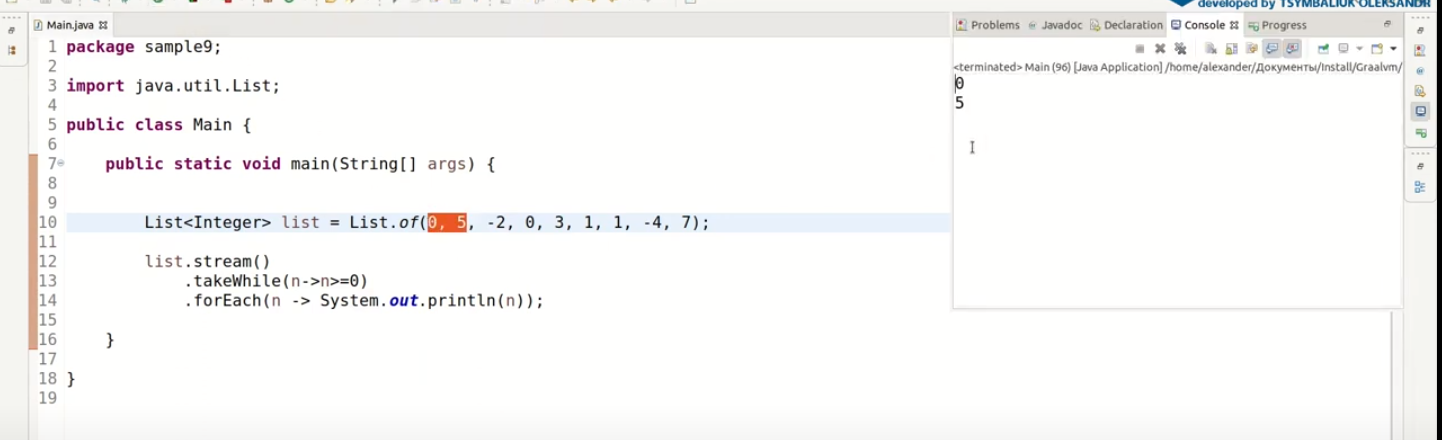 developed by TSYMBALIUK OLEKSANDR
Main.java
Problems Javadoc Declaration Console Progress
<terminated> Main (96) [Java Application] /home/alexander/Документы/Install/Graalvm/
0
5
1 package sample9;
2
3 import java.util.List;
4
5 public class Main {
6
7 public static void main(String[] args) {
8
9
10 List<Integer> list = List.of(0, 5, -2, 0, 3, 1, 1, -4, 7);
11
12 list.stream()
13 .takeWhile(n->n>=0)
14 .forEach(n -> System.out.println(n));
15
16 }
17
18 }
19